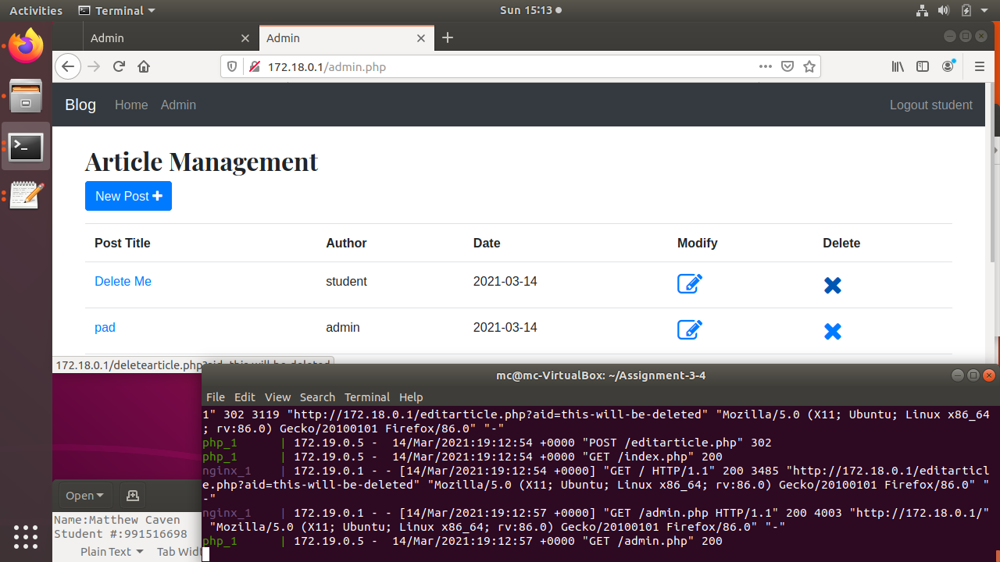 Activities Terminal Sun 15:13
Admin Admin
172.18.0.1/admin.php
Blog Home Admin Logout student
Article Management
New Post
Post Title Author Date Modify Delete
Delete Me student 2021-03-14
pad admin 2021-03-14
172.18.0.1/deletearticle.php?aid=this-will-be-deleted
mc@mc-VirtualBox: ~/Assignment-3-4
File Edit View Search Terminal Help
1" 302 3119 "http://172.18.0.1/editarticle.php?aid=this-will-be-deleted" "Mozilla/5.0 (X11; Ubuntu; Linux x86_64
; rv:86.0) Gecko/20100101 Firefox/86.0" "-"
php_1 | 172.19.0.5 - 14/Mar/2021:19:12:54 +0000 "POST /editarticle.php" 302
php_1 | 172.19.0.5 - 14/Mar/2021:19:12:54 +0000 "GET /index.php" 200
nginx_1 | 172.19.0.1 - - [14/Mar/2021:19:12:54 +0000] "GET / HTTP/1.1" 200 3485 "http://172.18.0.1/editarticl
e.php?aid=this-will-be-deleted" "Mozilla/5.0 (X11; Ubuntu; Linux x86_64; rv:86.0) Gecko/20100101 Firefox/86.0" "
-"
nginx_1 | 172.19.0.1 - - [14/Mar/2021:19:12:57 +0000] "GET /admin.php HTTP/1.1" 200 4003 "http://172.18.0.1/"
"Mozilla/5.0 (X11; Ubuntu; Linux x86_64; rv:86.0) Gecko/20100101 Firefox/86.0" "-"
php_1 | 172.19.0.5 - 14/Mar/2021:19:12:57 +0000 "GET /admin.php" 200
Open
Name:Matthew Caven
Student #:991516698
Plain Text Tab Widt